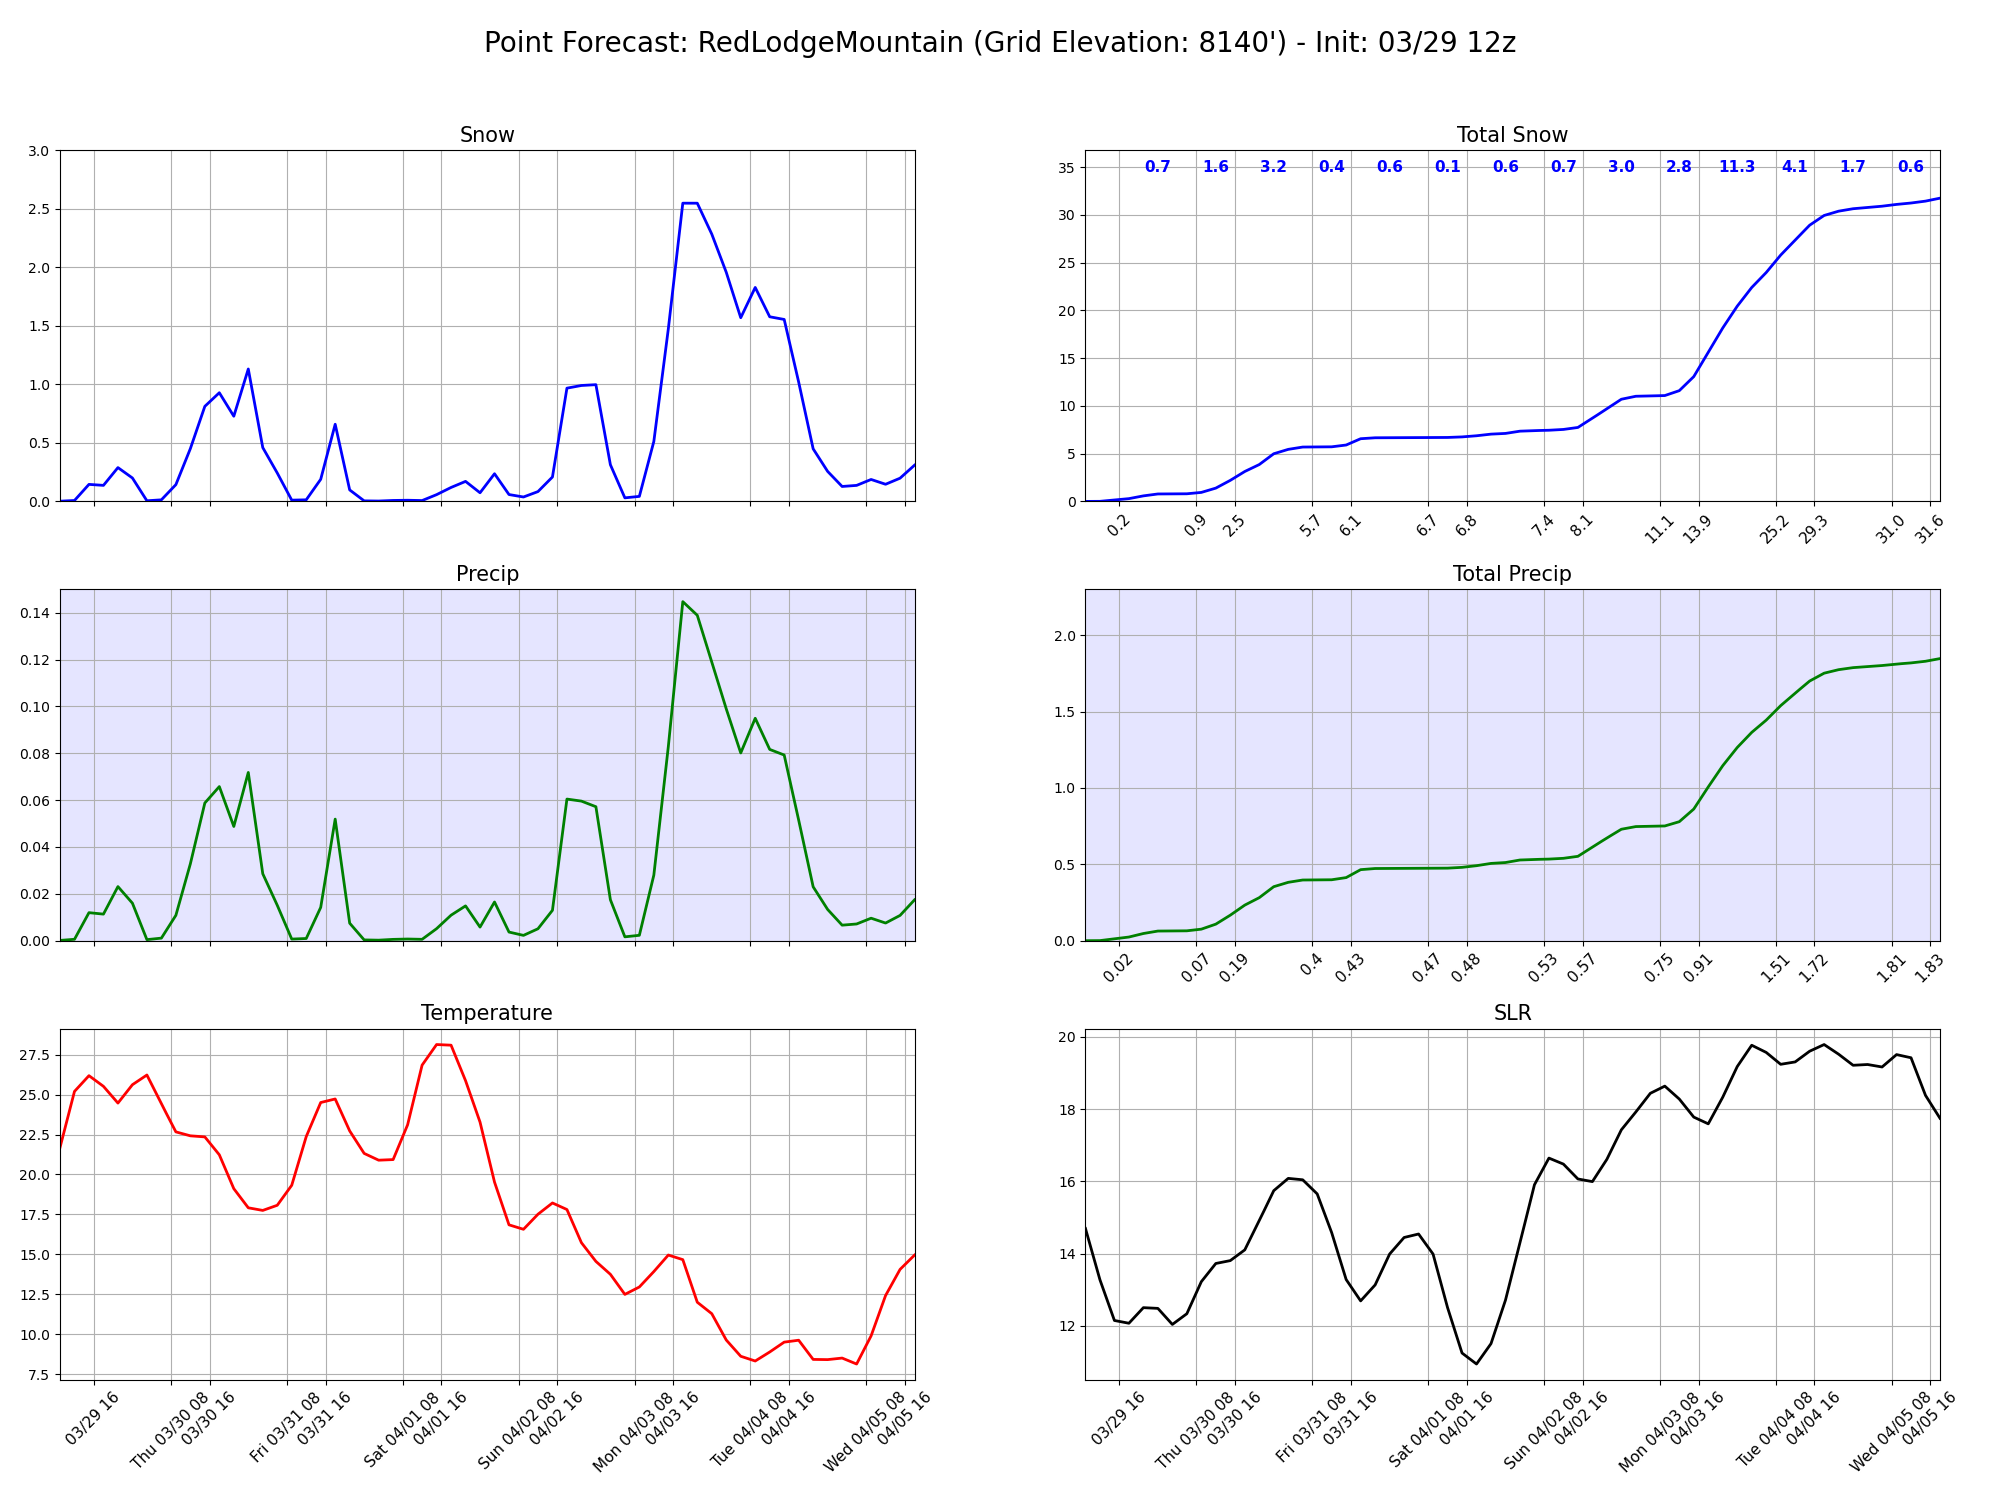 Point Forecast: RedLodgeMountain (Grid Elevation: 8140') - Init: 03/29 12z
Snow
3.0
2.5
2.0
1.5
1.0
0.5
0.0
Total Snow
0.7 1.6 3.2 0.4 0.6 0.1 0.6 0.7 3.0 2.8 11.3 4.1 1.7 0.6
35
30
25
20
15
10
5
0
0.2 0.9 2.5 5.7 6.1 6.7 6.8 7.4 8.1 11.1 13.9 25.2 29.3 31.0 31.6
Precip
0.14
0.12
0.10
0.08
0.06
0.04
0.02
0.00
Total Precip
2.0
1.5
1.0
0.5
0.0
0.02 0.07 0.19 0.4 0.43 0.47 0.48 0.53 0.57 0.75 0.91 1.51 1.72 1.81 1.83
Temperature
27.5
25.0
22.5
20.0
17.5
15.0
12.5
10.0
7.5
03/29 16
Thu 03/30 08
03/30 16
Fri 03/31 08
03/31 16
Sat 04/01 08
04/01 16
Sun 04/02 08
04/02 16
Mon 04/03 08
04/03 16
Tue 04/04 08
04/04 16
Wed 04/05 08
04/05 16
SLR
20
18
16
14
12
03/29 16
Thu 03/30 08
03/30 16
Fri 03/31 08
03/31 16
Sat 04/01 08
04/01 16
Sun 04/02 08
04/02 16
Mon 04/03 08
04/03 16
Tue 04/04 08
04/04 16
Wed 04/05 08
04/05 16